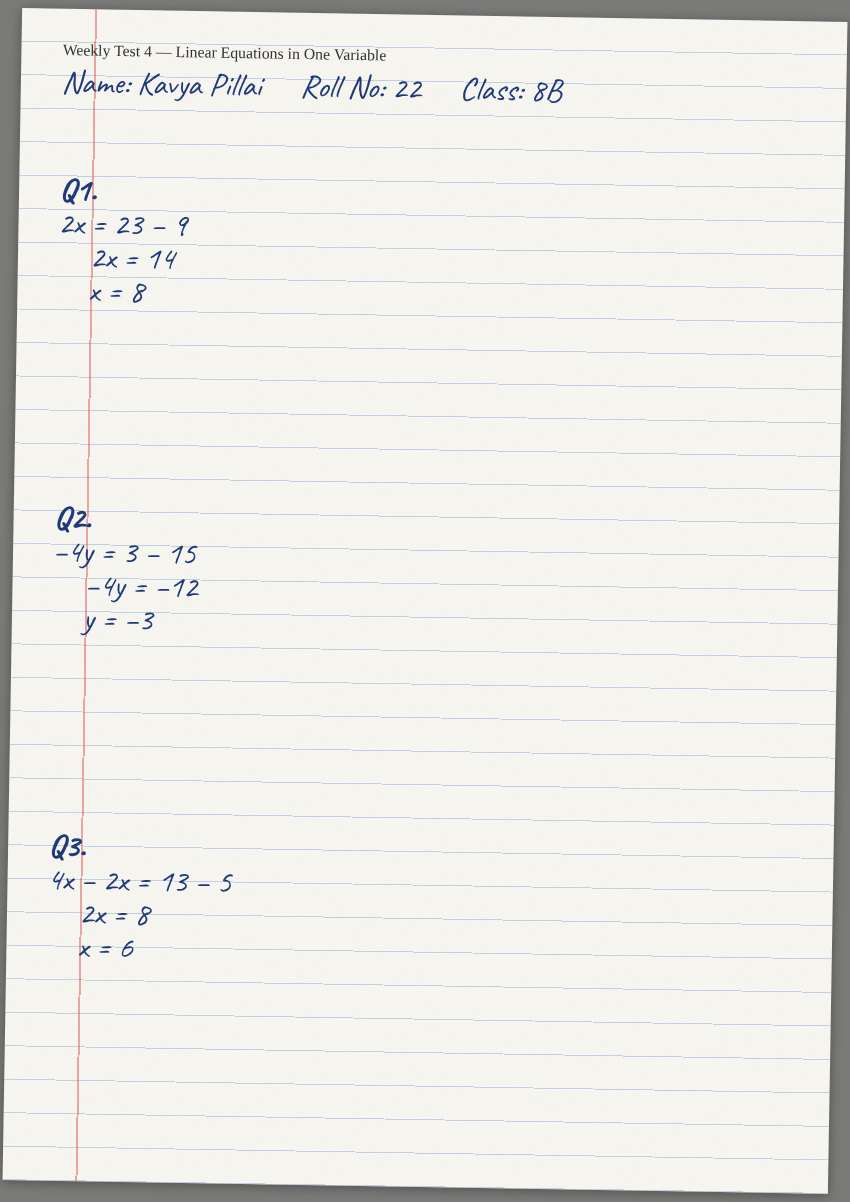 Weekly Test 4 — Linear Equations in One Variable
Name: Kavya Pillai Roll No: 22 Class: 8B
Q1.
2x = 23 – 9
2x = 14
x = 8
Q2.
–4y = 3 – 15
–4y = –12
y = –3
Q3.
4x – 2x = 13 – 5
2x = 8
x = 6